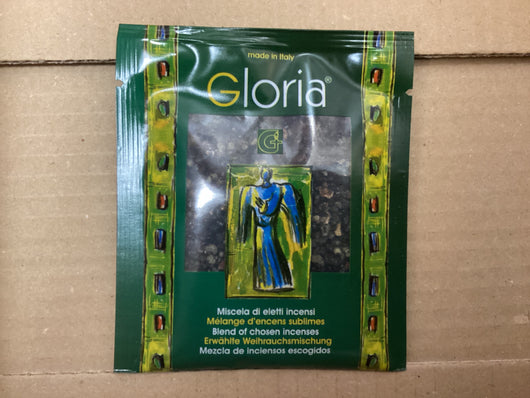 made in Italy
Gloria®
G
Miscela di eletti incensi
Mélange d'encens sublimes
Blend of chosen incenses
Erwählte Weihrauchsmischung
Mezcla de inciensos escogidos